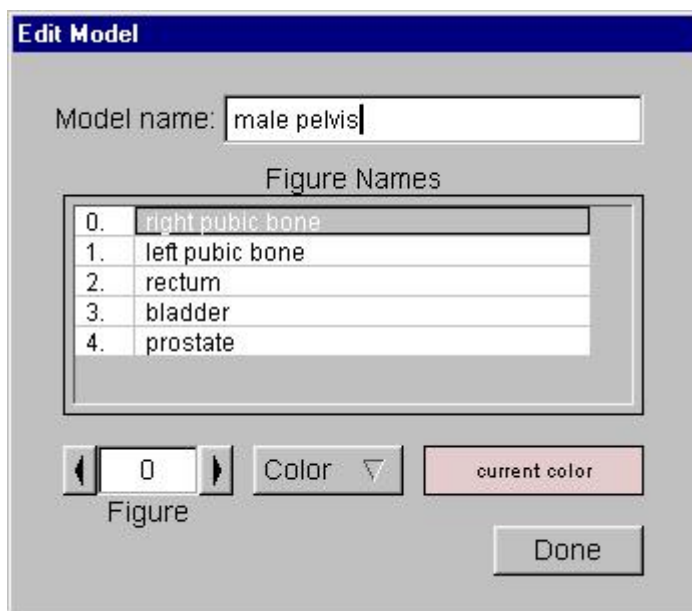 Edit Model
Model name: male pelvis
Figure Names
0. right pubic bone
1. left pubic bone
2. rectum
3. bladder
4. prostate
0 Color current color
Figure
Done